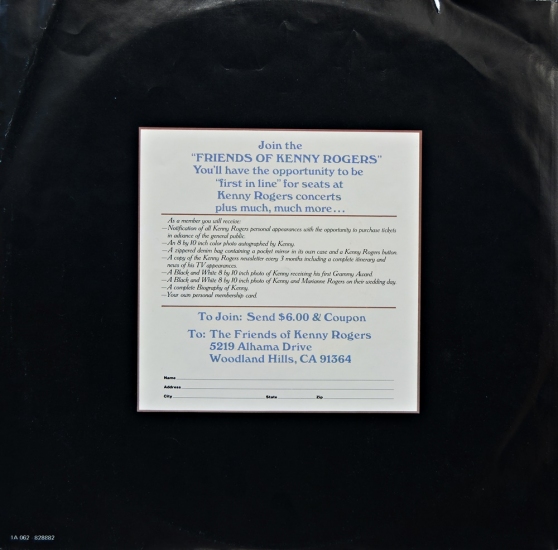 Join the
"FRIENDS OF KENNY ROGERS"
You'll have the opportunity to be
"first in line" for seats at
Kenny Rogers concerts
plus much, much more...
As a member you will receive:
—Notification of all Kenny Rogers personal appearances with the opportunity to purchase tickets
in advance of the general public.
—An 8 by 10 inch color photo autographed by Kenny.
—A zippered denim bag containing a pocket mirror in its own case and a Kenny Rogers button.
—A copy of the Kenny Rogers newsletter every 3 months including a complete itinerary and
news of his TV appearances.
—A Black and White 8 by 10 inch photo of Kenny receiving his first Grammy Award.
—A Black and White 8 by 10 inch photo of Kenny and Marianne Rogers on their wedding day.
—A complete Biography of Kenny.
—Your own personal membership card.
To Join: Send $6.00 & Coupon
To: The Friends of Kenny Rogers
5219 Alhama Drive
Woodland Hills, CA 91364
Name
Address
City State Zip
1A 062 828882